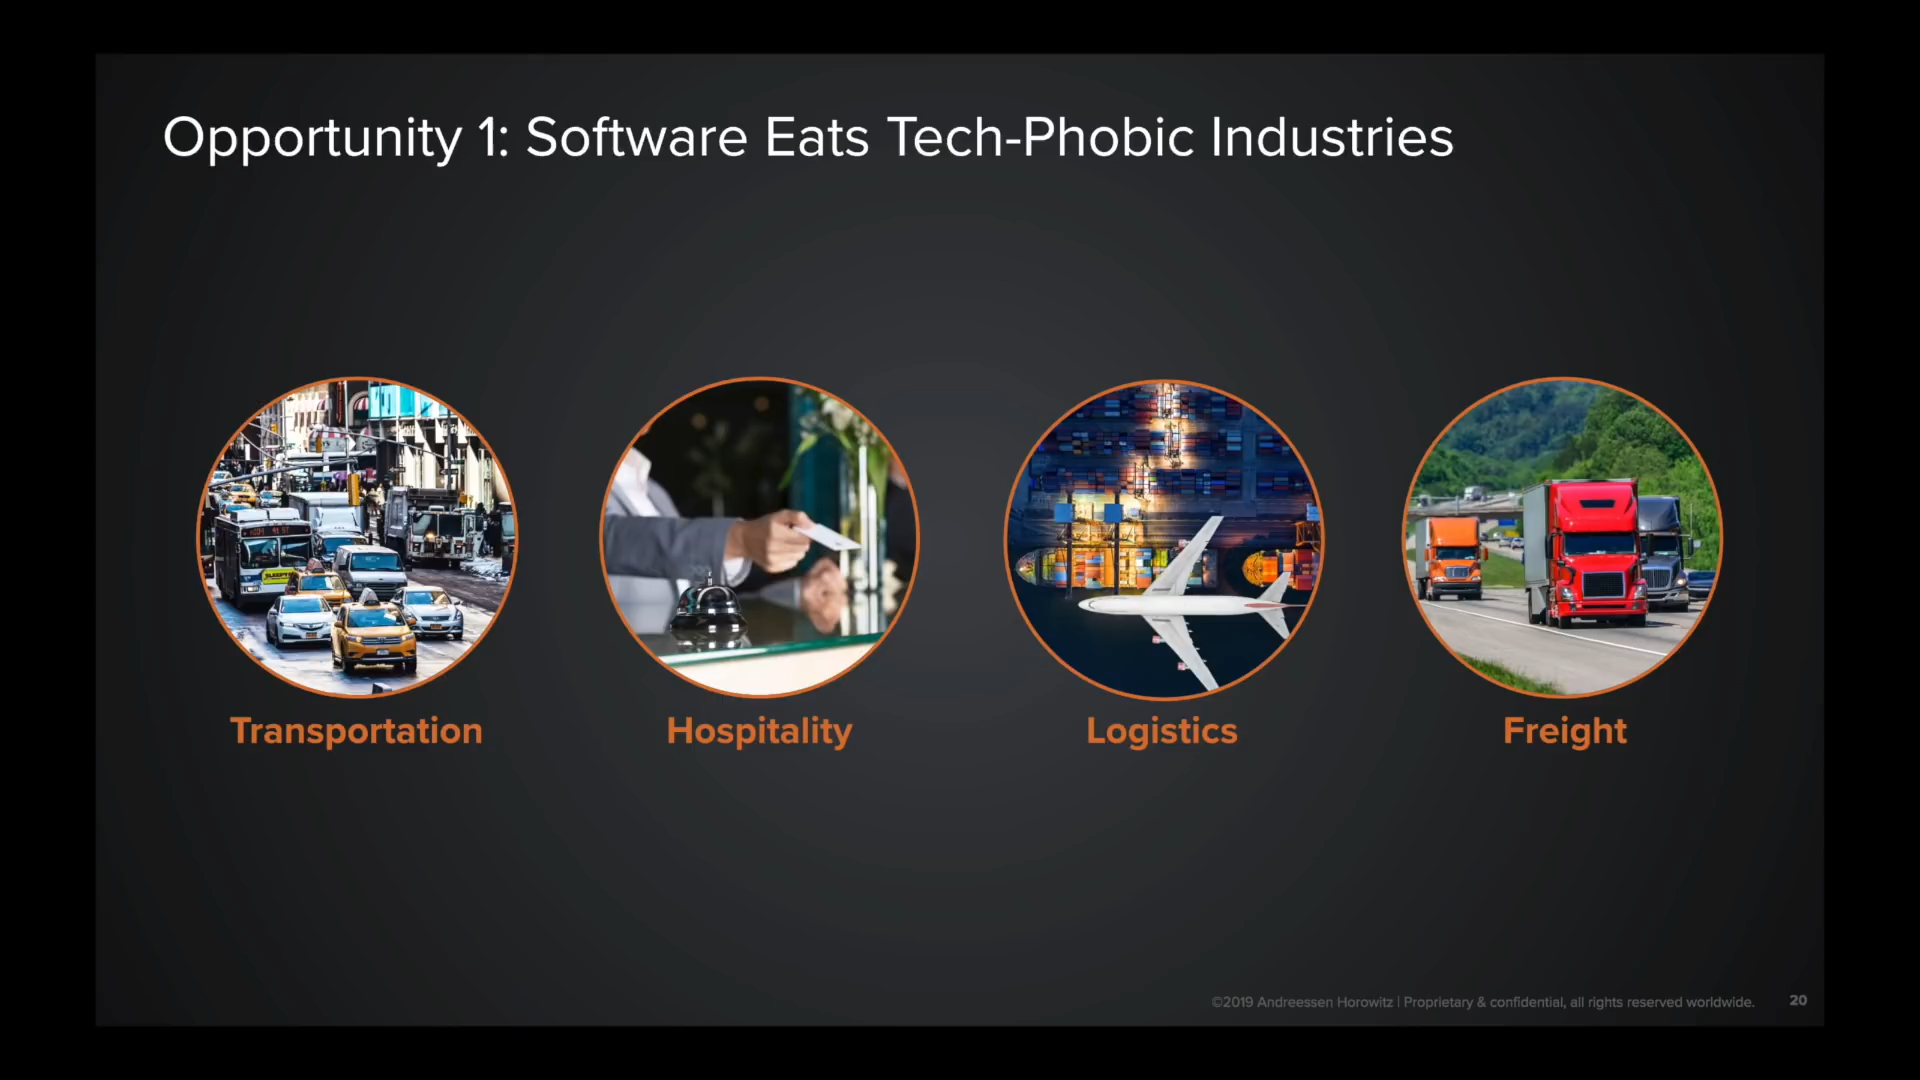 Opportunity 1: Software Eats Tech-Phobic Industries
Transportation
Hospitality
Logistics
Freight
©2019 Andreessen Horowitz | Proprietary & confidential, all rights reserved worldwide.
20